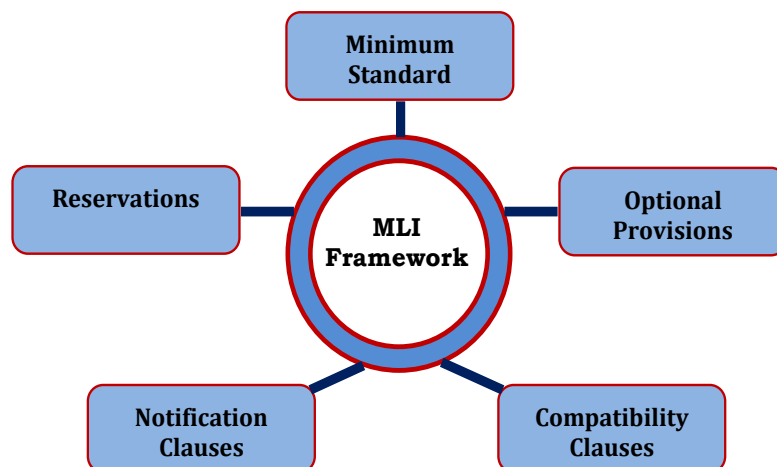 Minimum
Standard
Reservations
Optional
Provisions
MLI
Framework
Notification
Clauses
Compatibility
Clauses